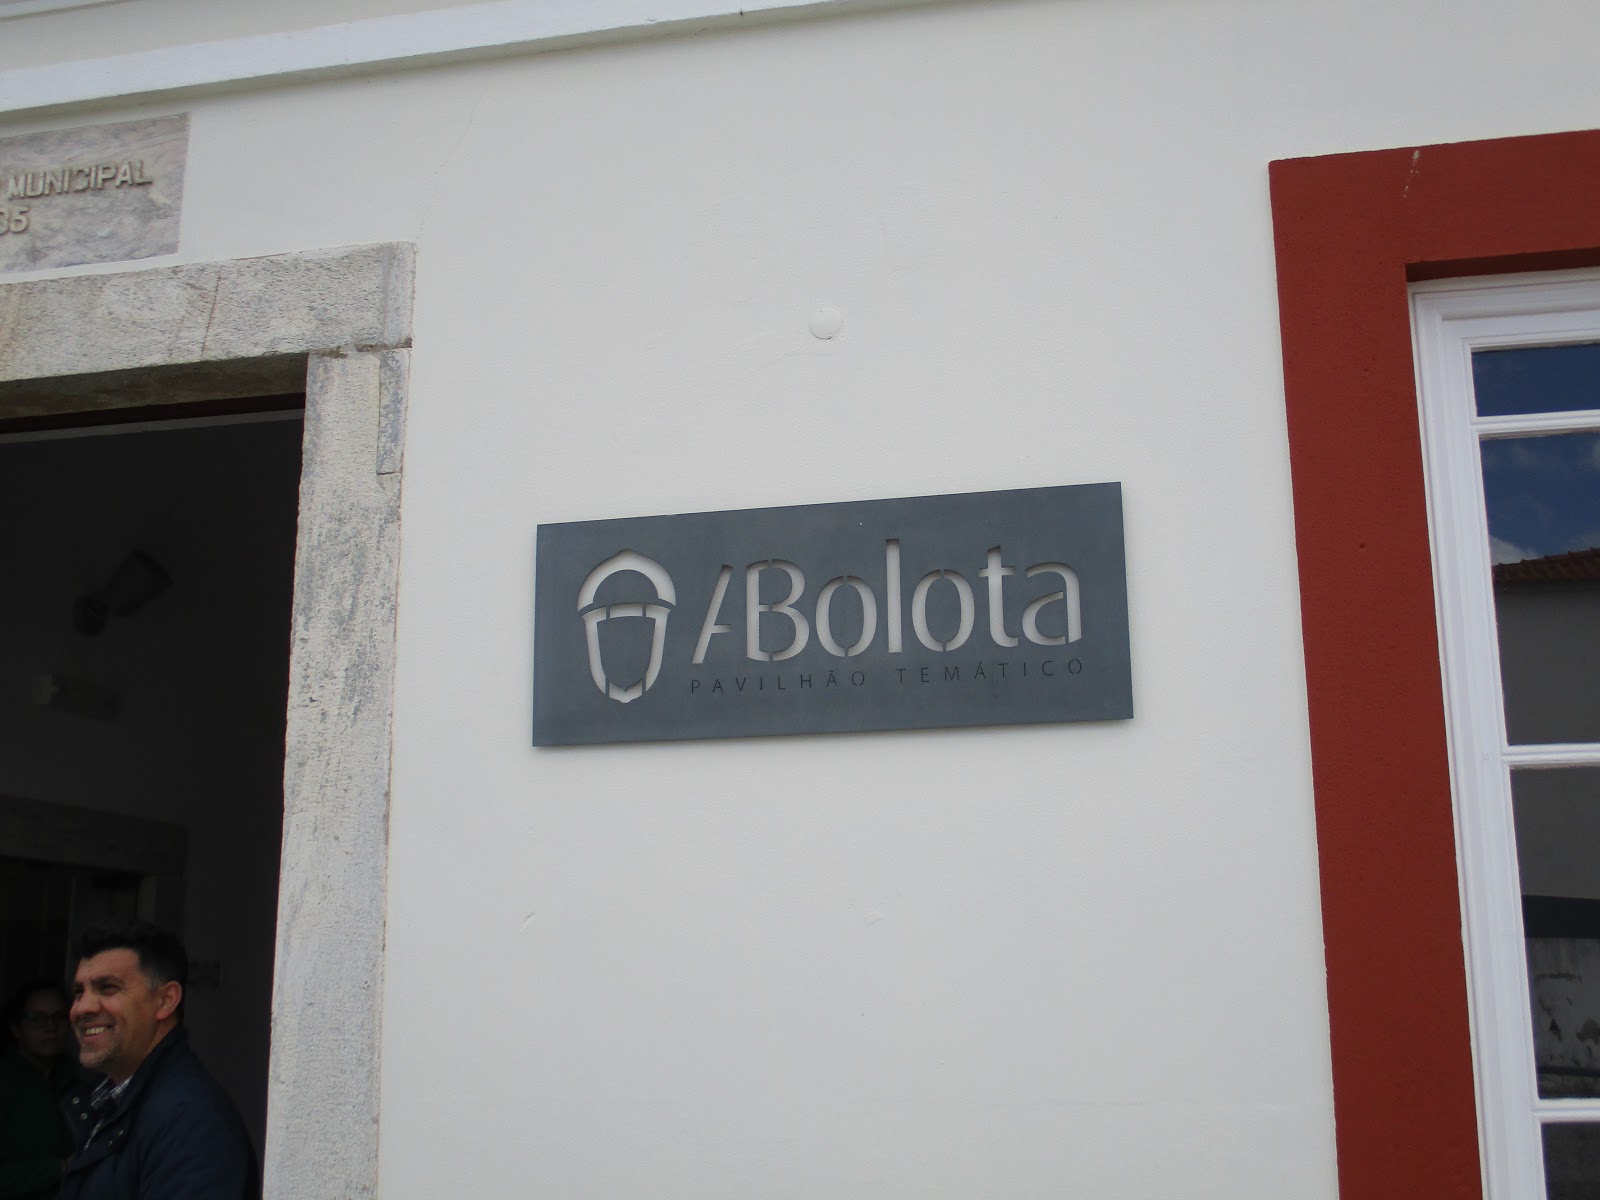 MUNICIPAL
35
ABolota
PAVILHÃO TEMÁTICO